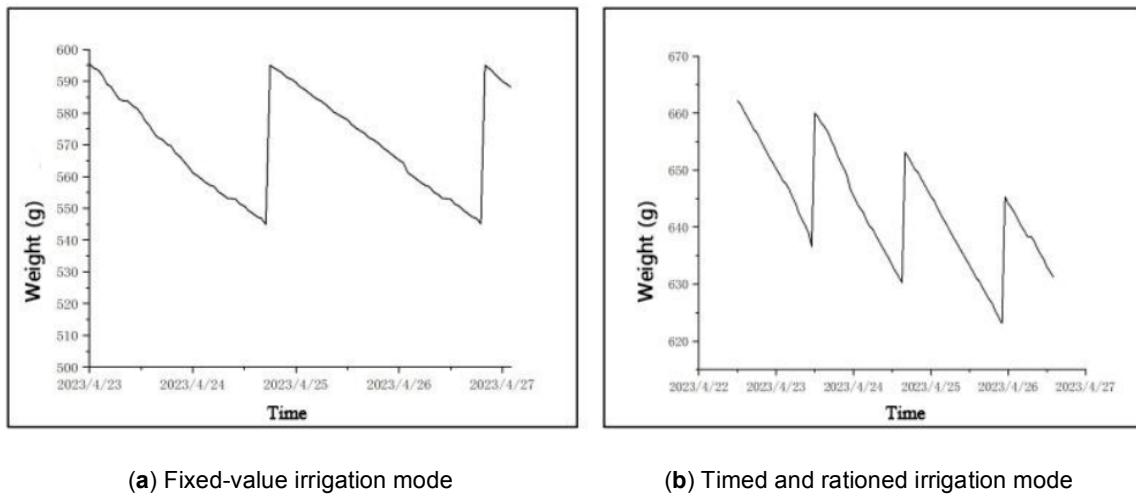 600
590
580
570
560
550
540
530
520
510
500
Weight (g)
2023/4/23 2023/4/24 2023/4/25 2023/4/26 2023/4/27
Time
670
660
650
640
630
620
Weight (g)
2023/4/22 2023/4/23 2023/4/24 2023/4/25 2023/4/26 2023/4/27
Time
(a) Fixed-value irrigation mode
(b) Timed and rationed irrigation mode